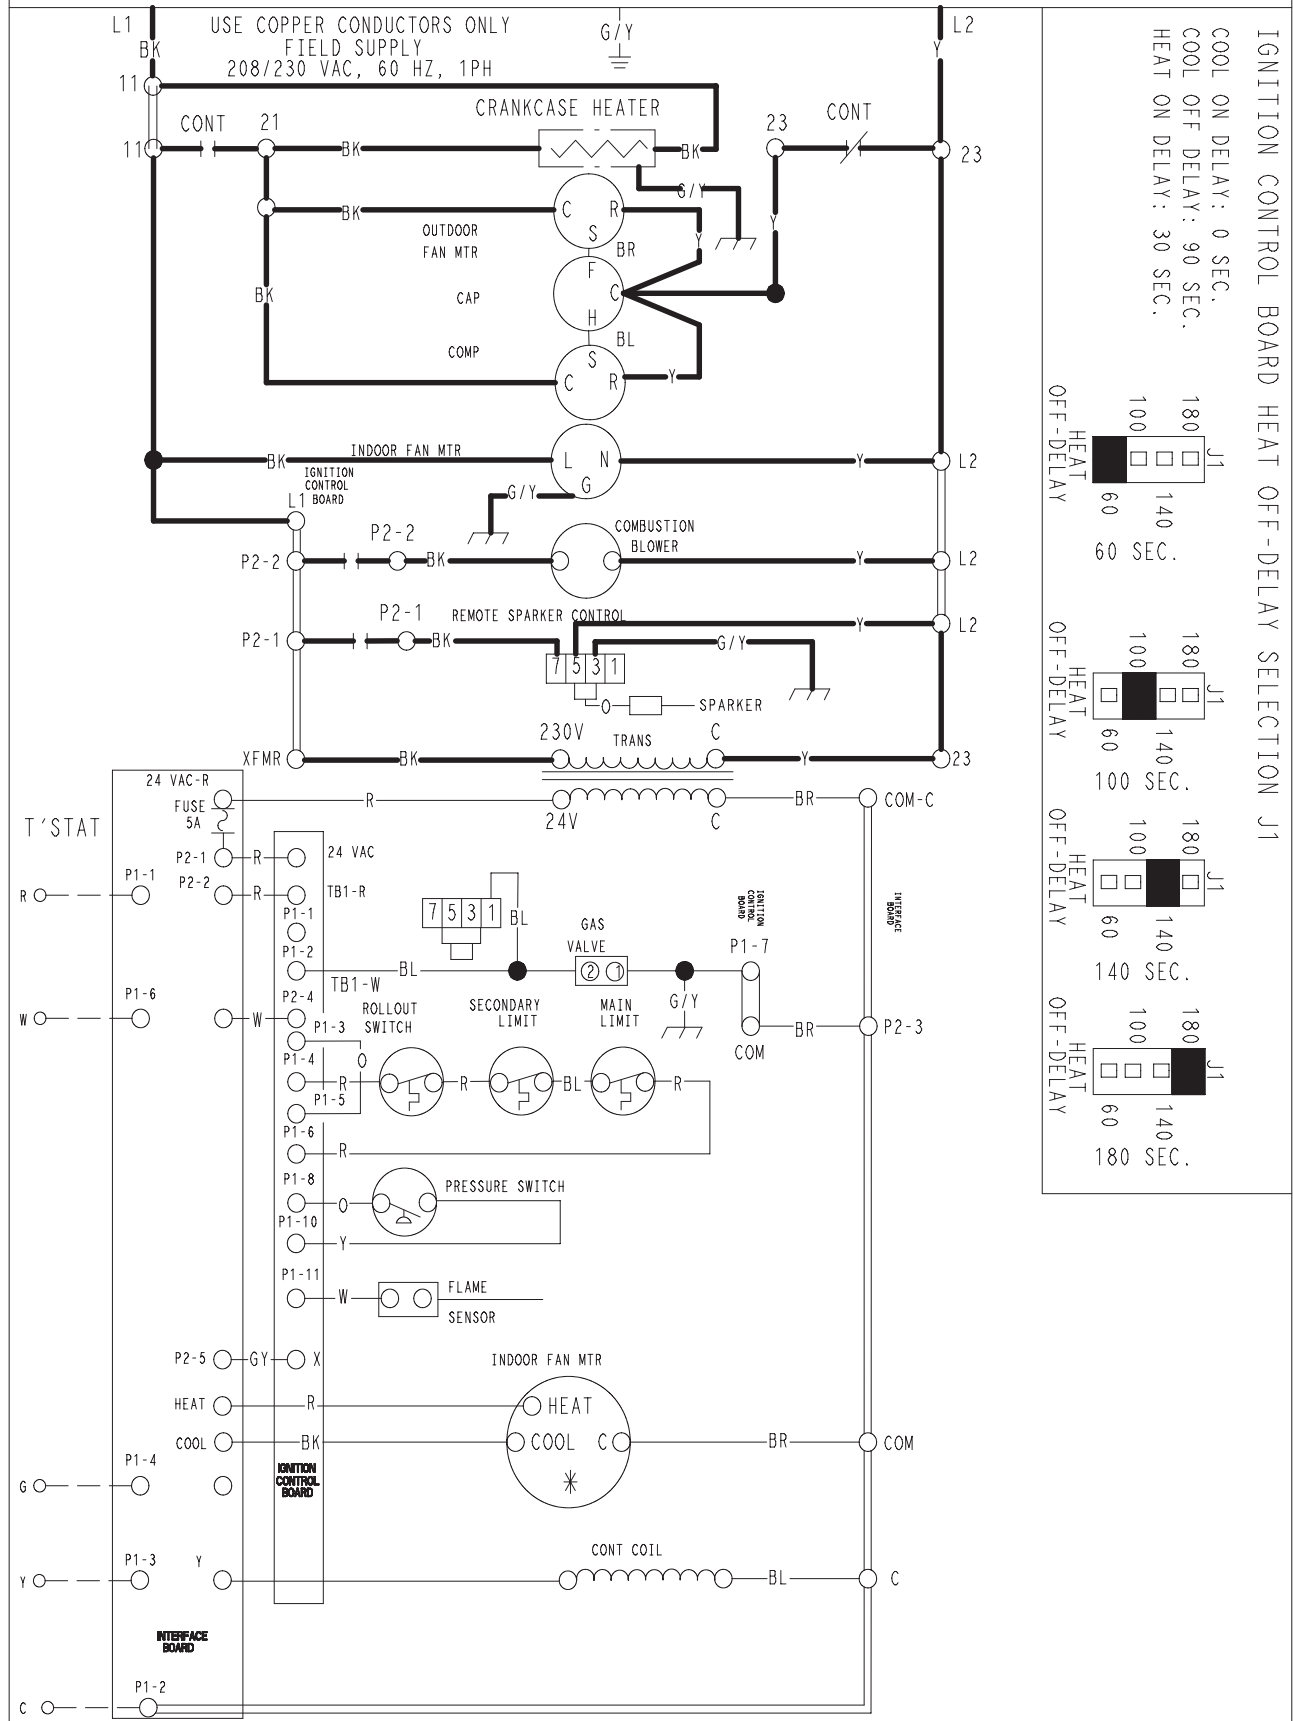 L1
USE COPPER CONDUCTORS ONLY
FIELD SUPPLY
208/230 VAC, 60 HZ, 1PH
G/Y
L2
BK
Y
11
CRANKCASE HEATER
CONT
21
23
CONT
11
BK
BK
23
G/Y
BK
C
R
OUTDOOR
FAN MTR
S
BR
Y
Y
F
BK
CAP
C
H
BL
COMP
S
C
R
Y
INDOOR FAN MTR
BK
L
N
Y
L2
IGNITION
CONTROL
BOARD
G
G/Y
L1
P2-2
COMBUSTION
BLOWER
P2-2
BK
Y
L2
P2-1
REMOTE SPARKER CONTROL
P2-1
BK
Y
L2
G/Y
7 5 3 1
O
SPARKER
230V
TRANS
C
XFMR
BK
Y
23
24 VAC-R
R
BR
COM-C
FUSE
5A
24V
C
T'STAT
P2-1
R
24 VAC
P1-1
P2-2
R
TB1-R
R
P1-1
7 5 3 1
BL
GAS
VALVE
IGNITION
CONTROL
BOARD
INTERFACE
BOARD
P1-7
P1-2
BL
2 1
TB1-W
P1-6
P2-4
ROLLOUT
SWITCH
SECONDARY
LIMIT
MAIN
LIMIT
G/Y
W
W
P1-3
COM
BR
P2-3
O
P1-4
R
R
BL
R
P1-5
P1-6
R
P1-8
PRESSURE SWITCH
O
P1-10
Y
P1-11
W
FLAME
SENSOR
P2-5
GY
X
INDOOR FAN MTR
HEAT
R
HEAT
COOL
BK
COOL
C
BR
COM
P1-4
IGNITION
CONTROL
BOARD
G
P1-3
Y
CONT COIL
Y
BL
C
INTERFACE
BOARD
P1-2
C
IGNITION CONTROL BOARD HEAT OFF-DELAY SELECTION J1
COOL ON DELAY: 0 SEC.
COOL OFF DELAY: 90 SEC.
HEAT ON DELAY: 30 SEC.
180
100
HEAT
OFF-DELAY
J1
140
60
60 SEC.
180
100
HEAT
OFF-DELAY
J1
140
60
100 SEC.
180
100
HEAT
OFF-DELAY
J1
140
60
140 SEC.
180
100
HEAT
OFF-DELAY
J1
140
60
180 SEC.